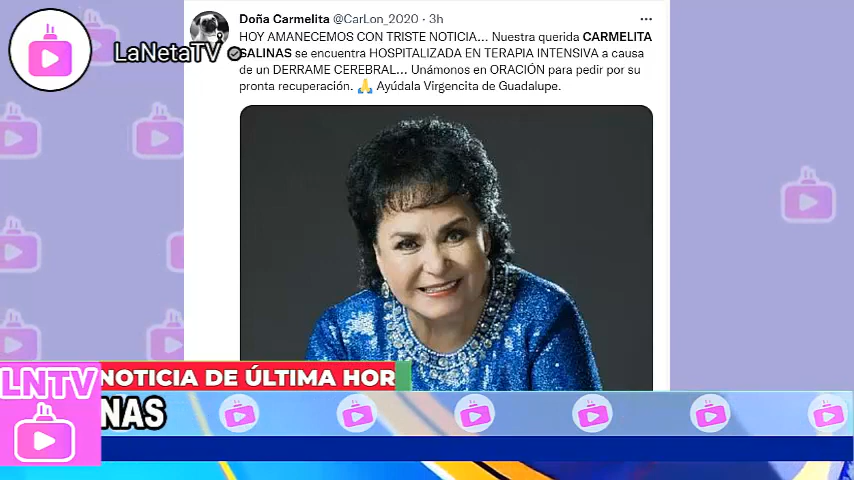 Doña Carmelita @CarLon_2020 · 3h
HOY AMANECEMOS CON TRISTE NOTICIA... Nuestra querida CARMELITA
SALINAS se encuentra HOSPITALIZADA EN TERAPIA INTENSIVA a causa
de un DERRAME CEREBRAL... Unámonos en ORACIÓN para pedir por su
pronta recuperación. 🙏 Ayúdala Virgencita de Guadalupe.
LaNetaTV
NOTICIA DE ÚLTIMA HOR
LNTV
NAS